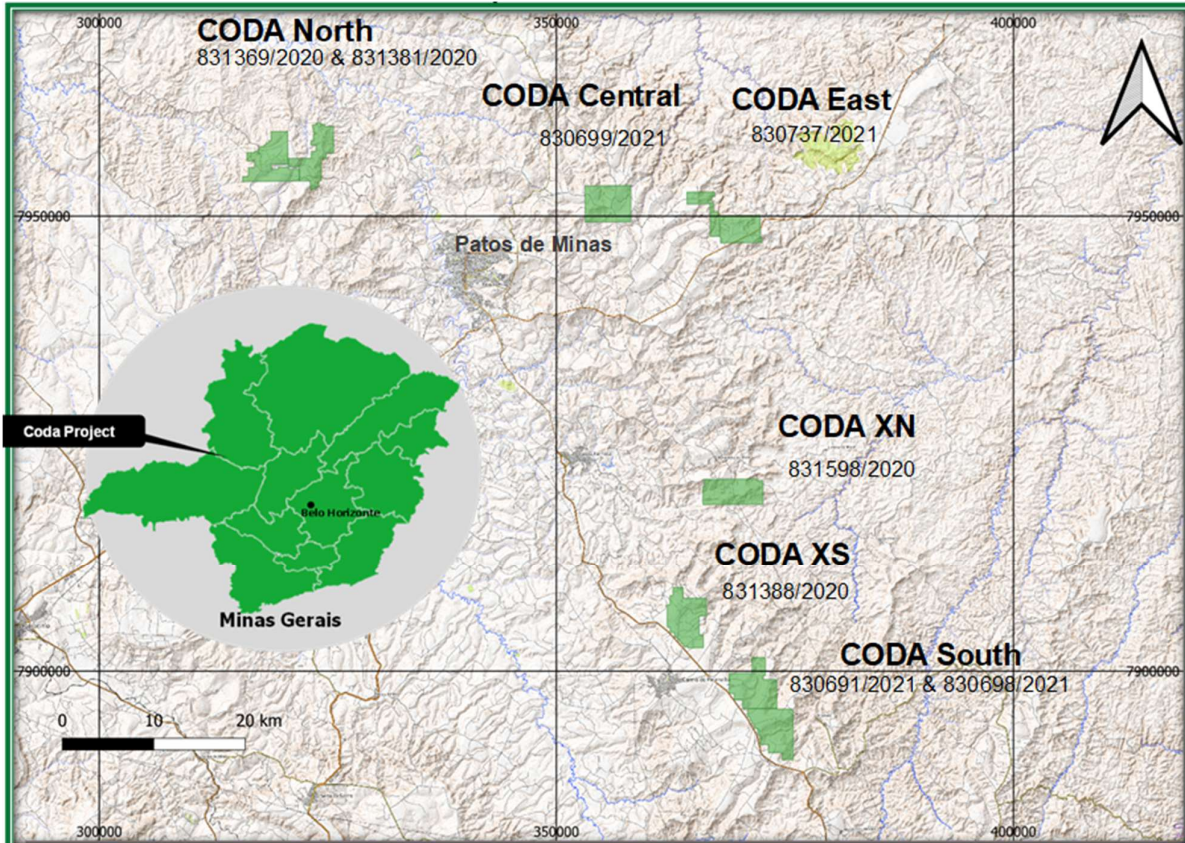 300000
350000
400000
CODA North
831369/2020 & 831381/2020
CODA Central
830699/2021
CODA East
830737/2021
7950000
7950000
Patos de Minas
Coda Project
Belo Horizonte
Minas Gerais
CODA XN
831598/2020
CODA XS
831388/2020
CODA South
830691/2021 & 830698/2021
7900000
7900000
0 10 20 km
300000
350000
400000